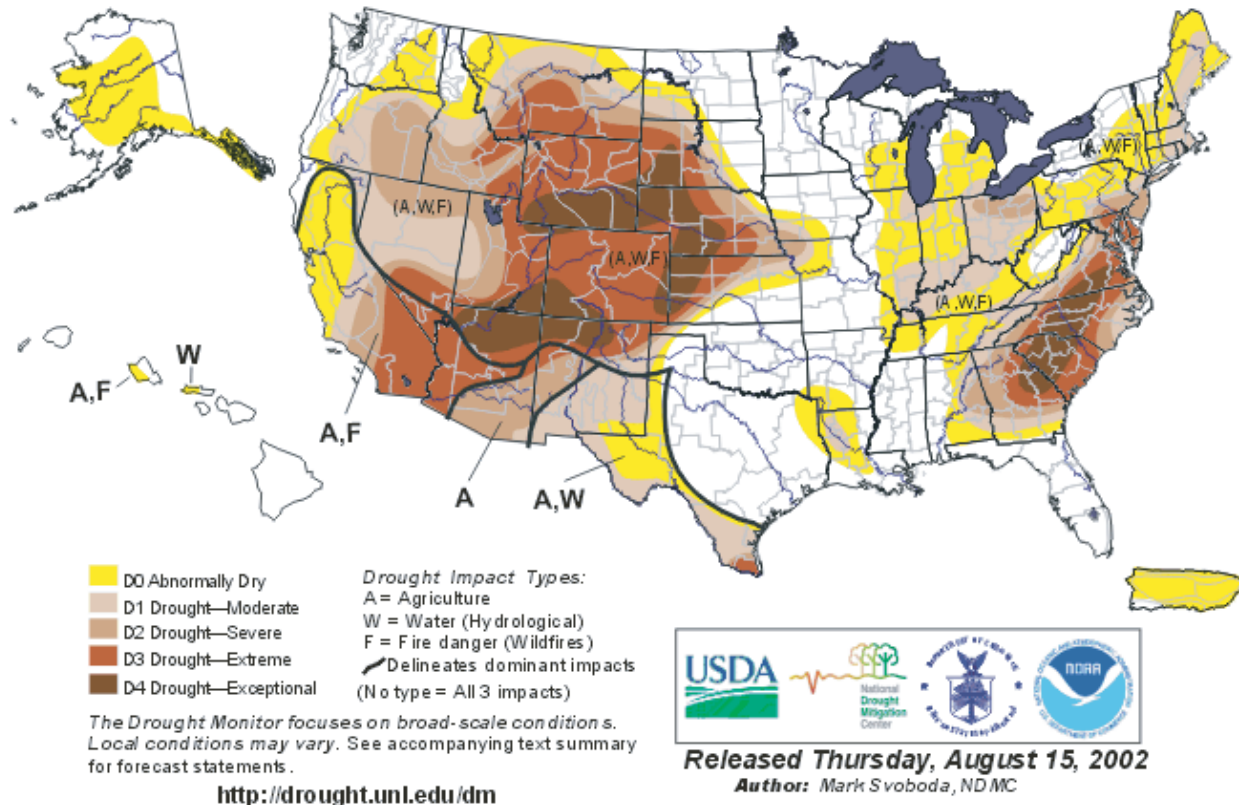 (A,W,F)
(A,W,F)
(A,W,F)
(A,W,F)
W
A,F
A,F
A
A,W
D0 Abnormally Dry
D1 Drought—Moderate
D2 Drought—Severe
D3 Drought—Extreme
D4 Drought—Exceptional
Drought Impact Types:
A = Agriculture
W = Water (Hydrological)
F = Fire danger (Wildfires)
Delineates dominant impacts
(No type = All 3 impacts)
The Drought Monitor focuses on broad-scale conditions.
Local conditions may vary. See accompanying text summary
for forecast statements.
http://drought.unl.edu/dm
USDA
National
Drought
Mitigation
Center
NOAA
Released Thursday, August 15, 2002
Author: Mark Svoboda, NDMC